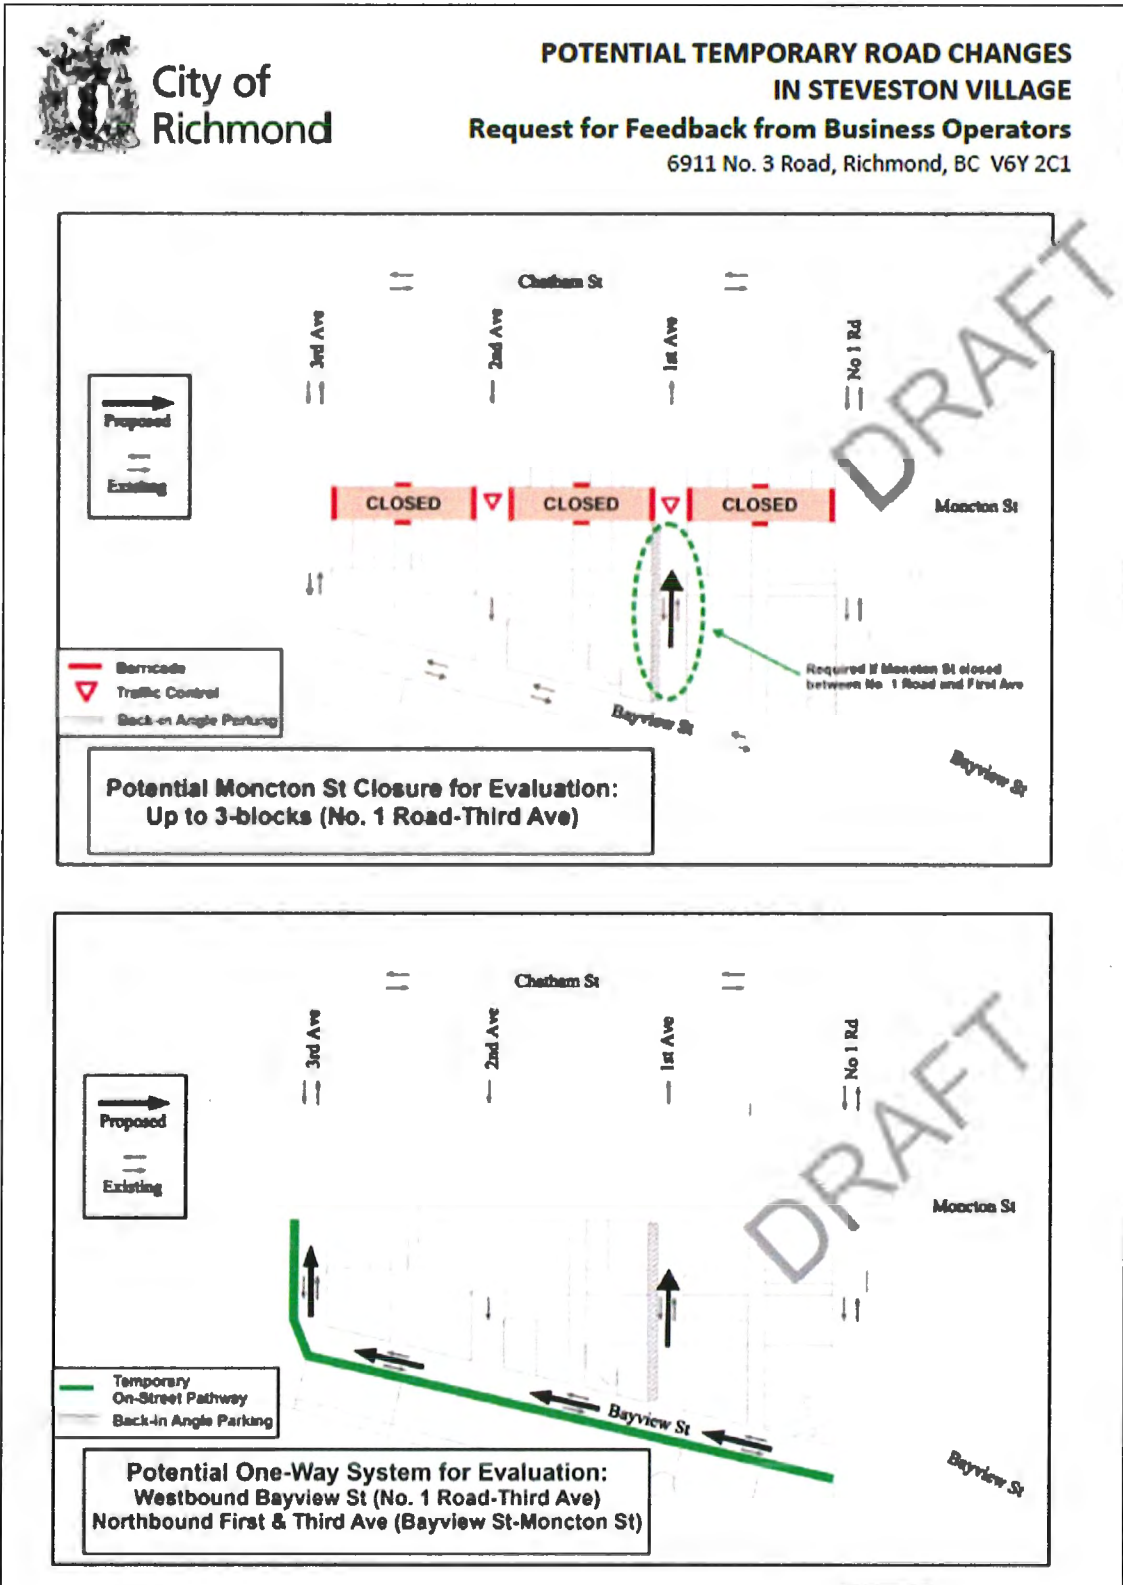 City of
Richmond
POTENTIAL TEMPORARY ROAD CHANGES
IN STEVESTON VILLAGE
Request for Feedback from Business Operators
6911 No. 3 Road, Richmond, BC V6Y 2C1
DRAFT
Chatham St
3rd Ave
2nd Ave
1st Ave
No 1 Rd
Proposed
Existing
CLOSED
CLOSED
CLOSED
Moncton St
Required if Moncton St closed
between No. 1 Road and First Ave
Barricade
Traffic Control
Back-in Angle Parking
Bayview St
Bayview St
Potential Moncton St Closure for Evaluation:
Up to 3-blocks (No. 1 Road-Third Ave)
DRAFT
Chatham St
3rd Ave
2nd Ave
1st Ave
No 1 Rd
Proposed
Existing
Moncton St
Temporary
On-Street Pathway
Back-in Angle Parking
Bayview St
Bayview St
Potential One-Way System for Evaluation:
Westbound Bayview St (No. 1 Road-Third Ave)
Northbound First & Third Ave (Bayview St-Moncton St)